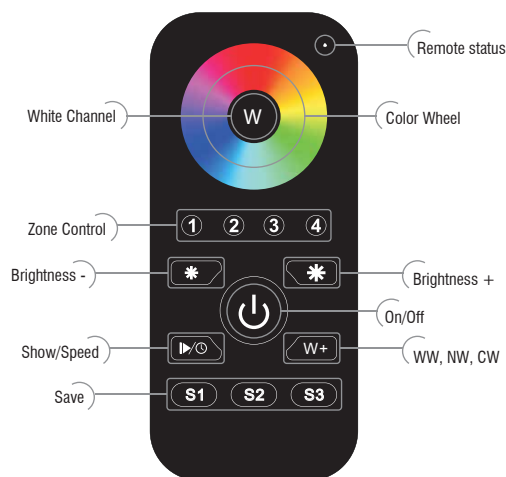 Remote status
White Channel
W
Color Wheel
Zone Control
1 2 3 4
Brightness -
Brightness +
On/Off
Show/Speed
W+
WW, NW, CW
Save
S1 S2 S3